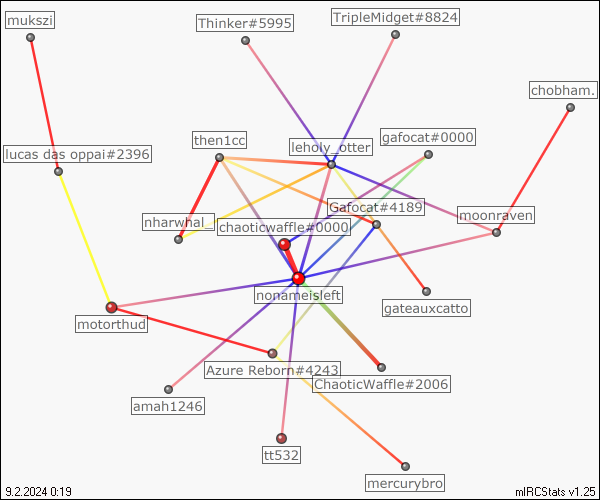 mukszi
Thinker#5995
TripleMidget#8824
chobham.
lucas das oppai#2396
then1cc
leholy_otter
gafocat#0000
Gafocat#4189
moonraven
nharwhal_
chaoticwaffle#0000
nonameisleft
gateauxcatto
motorthud
Azure Reborn#4243
ChaoticWaffle#2006
amah1246
tt532
mercurybro
9.2.2024 0:19
mIRCStats v1.25